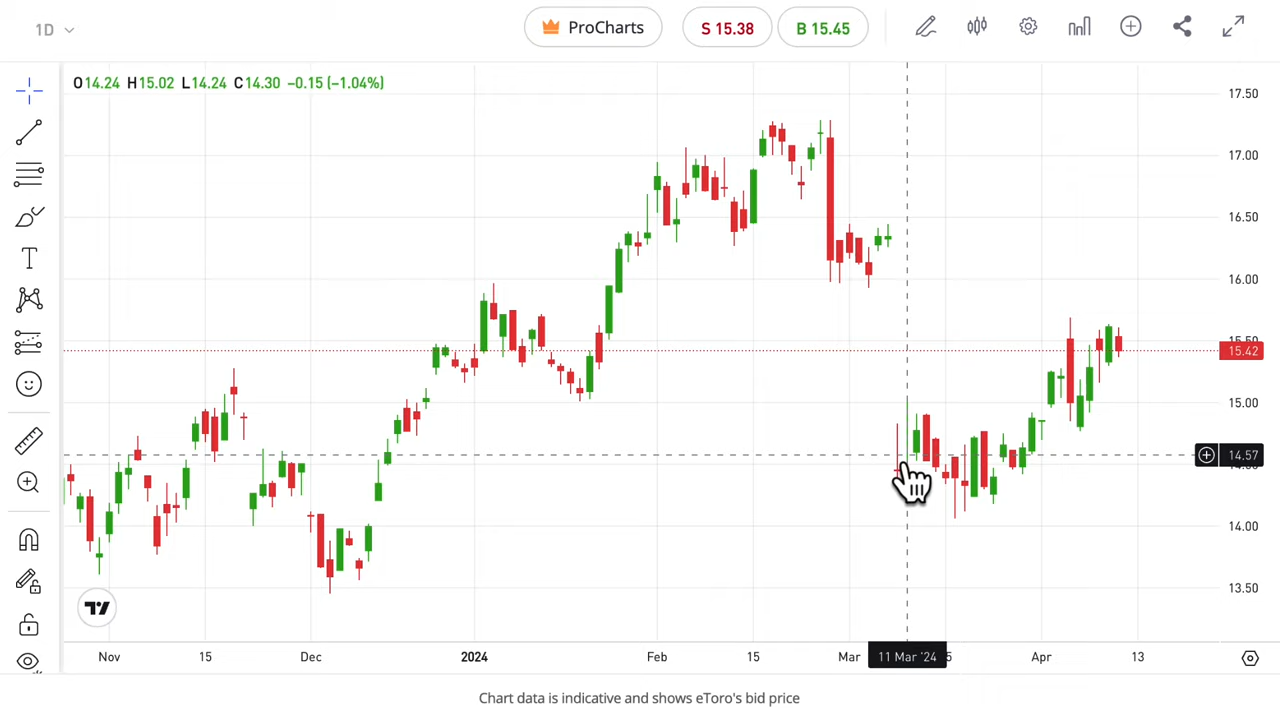 1D
ProCharts
S 15.38
B 15.45
O14.24 H15.02 L14.24 C14.30 −0.15 (−1.04%)
17.50
17.00
16.50
16.00
15.42
15.00
14.57
14.00
13.50
Nov 15 Dec 2024 Feb 15 Mar 11 Mar '24 Apr 13
Chart data is indicative and shows eToro's bid price